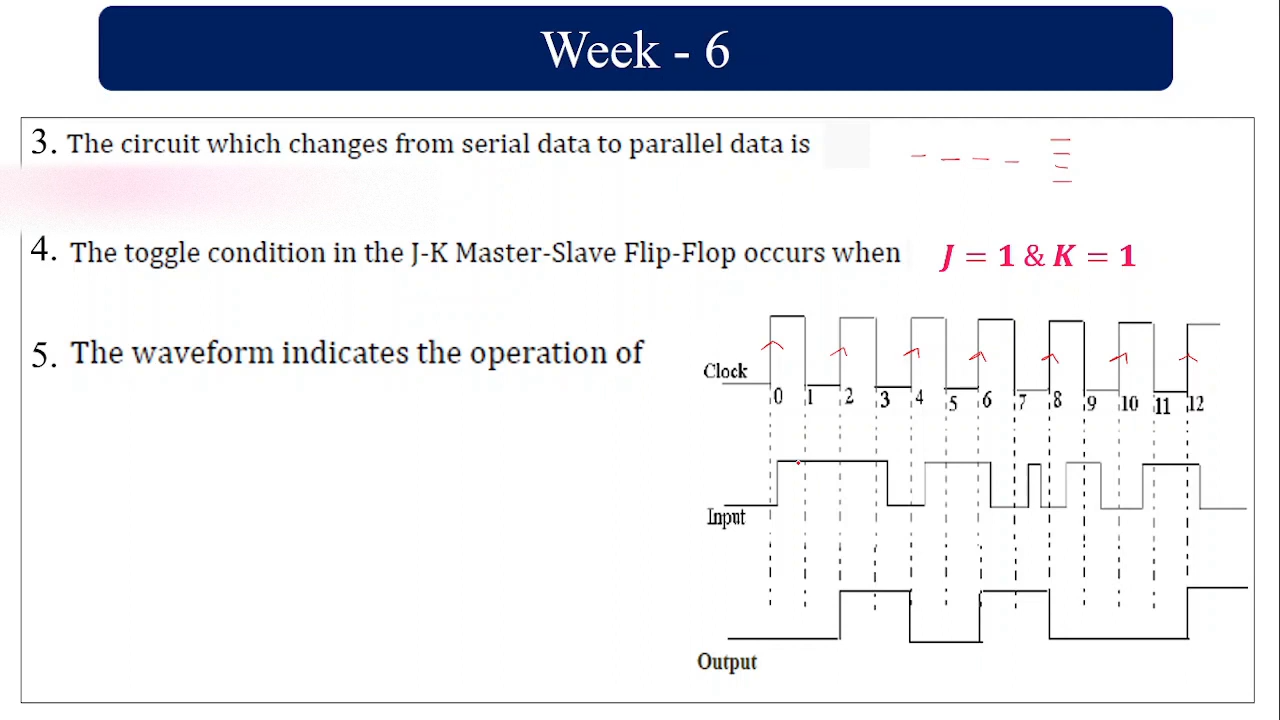 Week - 6
3. The circuit which changes from serial data to parallel data is
4. The toggle condition in the J-K Master-Slave Flip-Flop occurs when J = 1 & K = 1
5. The waveform indicates the operation of
Clock
0 1 2 3 4 5 6 7 8 9 10 11 12
Input
Output